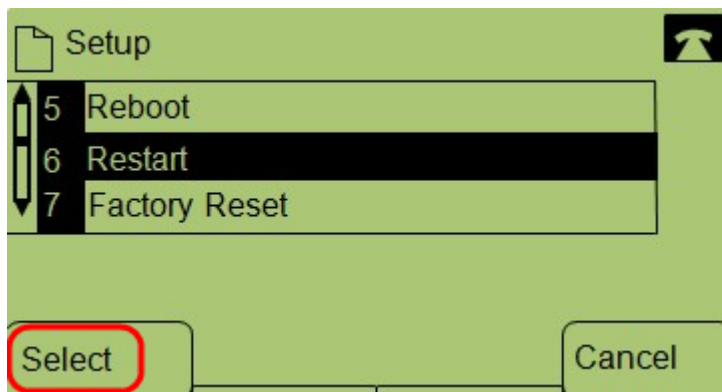 Setup
5 Reboot
6 Restart
7 Factory Reset
Select Cancel